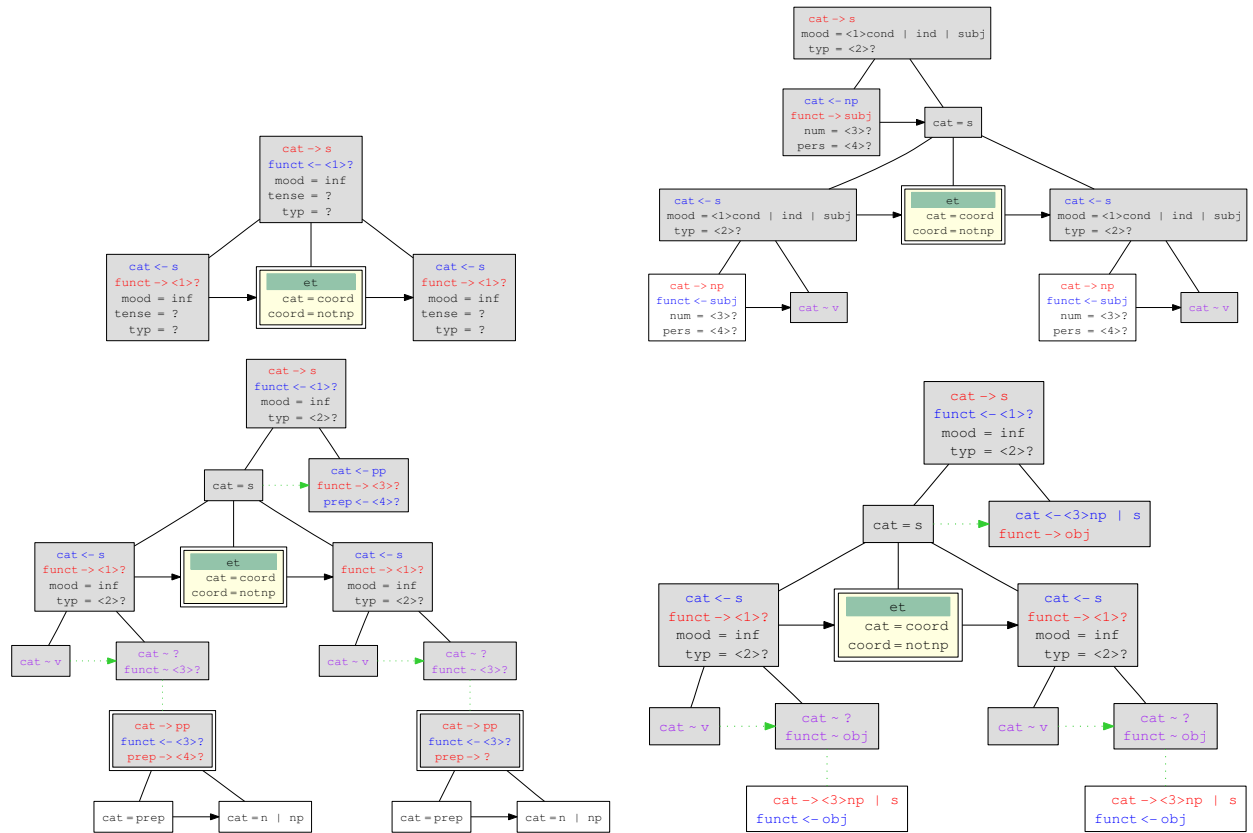 cat -> s
funct <- <1>?
mood = inf
tense = ?
typ = ?
cat <- s
funct -> <1>?
mood = inf
tense = ?
typ = ?
et
cat = coord
coord = notnp
cat <- s
funct -> <1>?
mood = inf
tense = ?
typ = ?
cat -> s
mood = <1>cond | ind | subj
typ = <2>?
cat <- np
funct -> subj
num = <3>?
pers = <4>?
cat = s
cat <- s
mood = <1>cond | ind | subj
typ = <2>?
et
cat = coord
coord = notnp
cat <- s
mood = <1>cond | ind | subj
typ = <2>?
cat -> np
funct <- subj
num = <3>?
pers = <4>?
cat ~ v
cat -> np
funct <- subj
num = <3>?
pers = <4>?
cat ~ v
cat -> s
funct <- <1>?
mood = inf
typ = <2>?
cat = s
cat <- pp
funct -> <3>?
prep <- <4>?
cat <- s
funct -> <1>?
mood = inf
typ = <2>?
et
cat = coord
coord = notnp
cat <- s
funct -> <1>?
mood = inf
typ = <2>?
cat ~ v
cat ~ ?
funct ~ <3>?
cat ~ v
cat ~ ?
funct ~ <3>?
cat -> pp
funct <- <3>?
prep -> <4>?
cat -> pp
funct <- <3>?
prep -> ?
cat = prep
cat = n | np
cat = prep
cat = n | np
cat -> s
funct <- <1>?
mood = inf
typ = <2>?
cat = s
cat <- <3>np | s
funct -> obj
cat <- s
funct -> <1>?
mood = inf
typ = <2>?
et
cat = coord
coord = notnp
cat <- s
funct -> <1>?
mood = inf
typ = <2>?
cat ~ v
cat ~ ?
funct ~ obj
cat ~ v
cat ~ ?
funct ~ obj
cat -> <3>np | s
funct <- obj
cat -> <3>np | s
funct <- obj